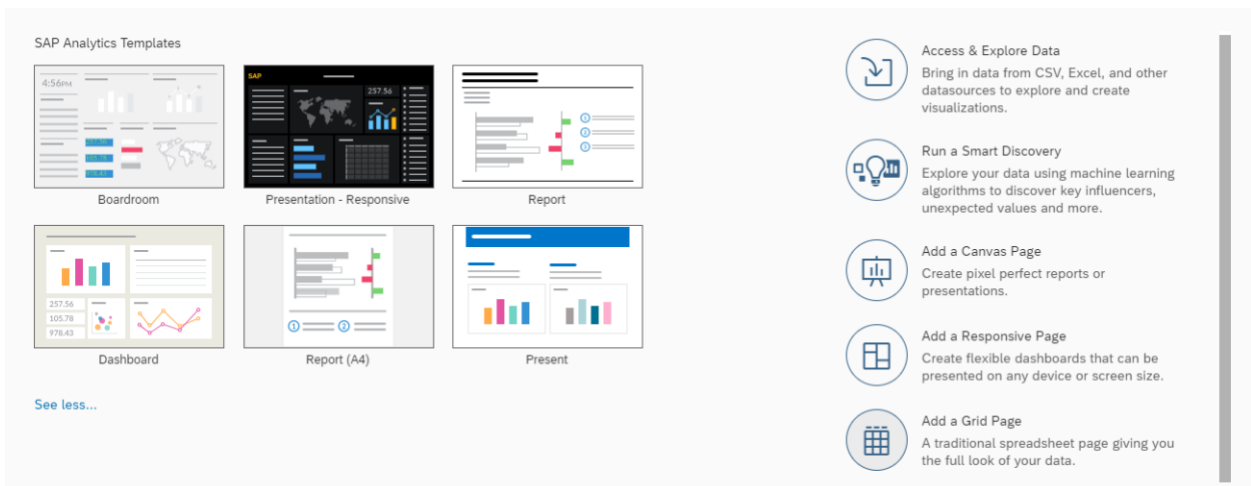 SAP Analytics Templates
4:56PM
SAP
257.56
Boardroom
Presentation - Responsive
1
2
3
Report
257.56
105.78
978.43
Dashboard
1
2
Report (A4)
Present
See less...
Access & Explore Data
Bring in data from CSV, Excel, and other
datasources to explore and create
visualizations.
Run a Smart Discovery
Explore your data using machine learning
algorithms to discover key influencers,
unexpected values and more.
Add a Canvas Page
Create pixel perfect reports or
presentations.
Add a Responsive Page
Create flexible dashboards that can be
presented on any device or screen size.
Add a Grid Page
A traditional spreadsheet page giving you
the full look of your data.